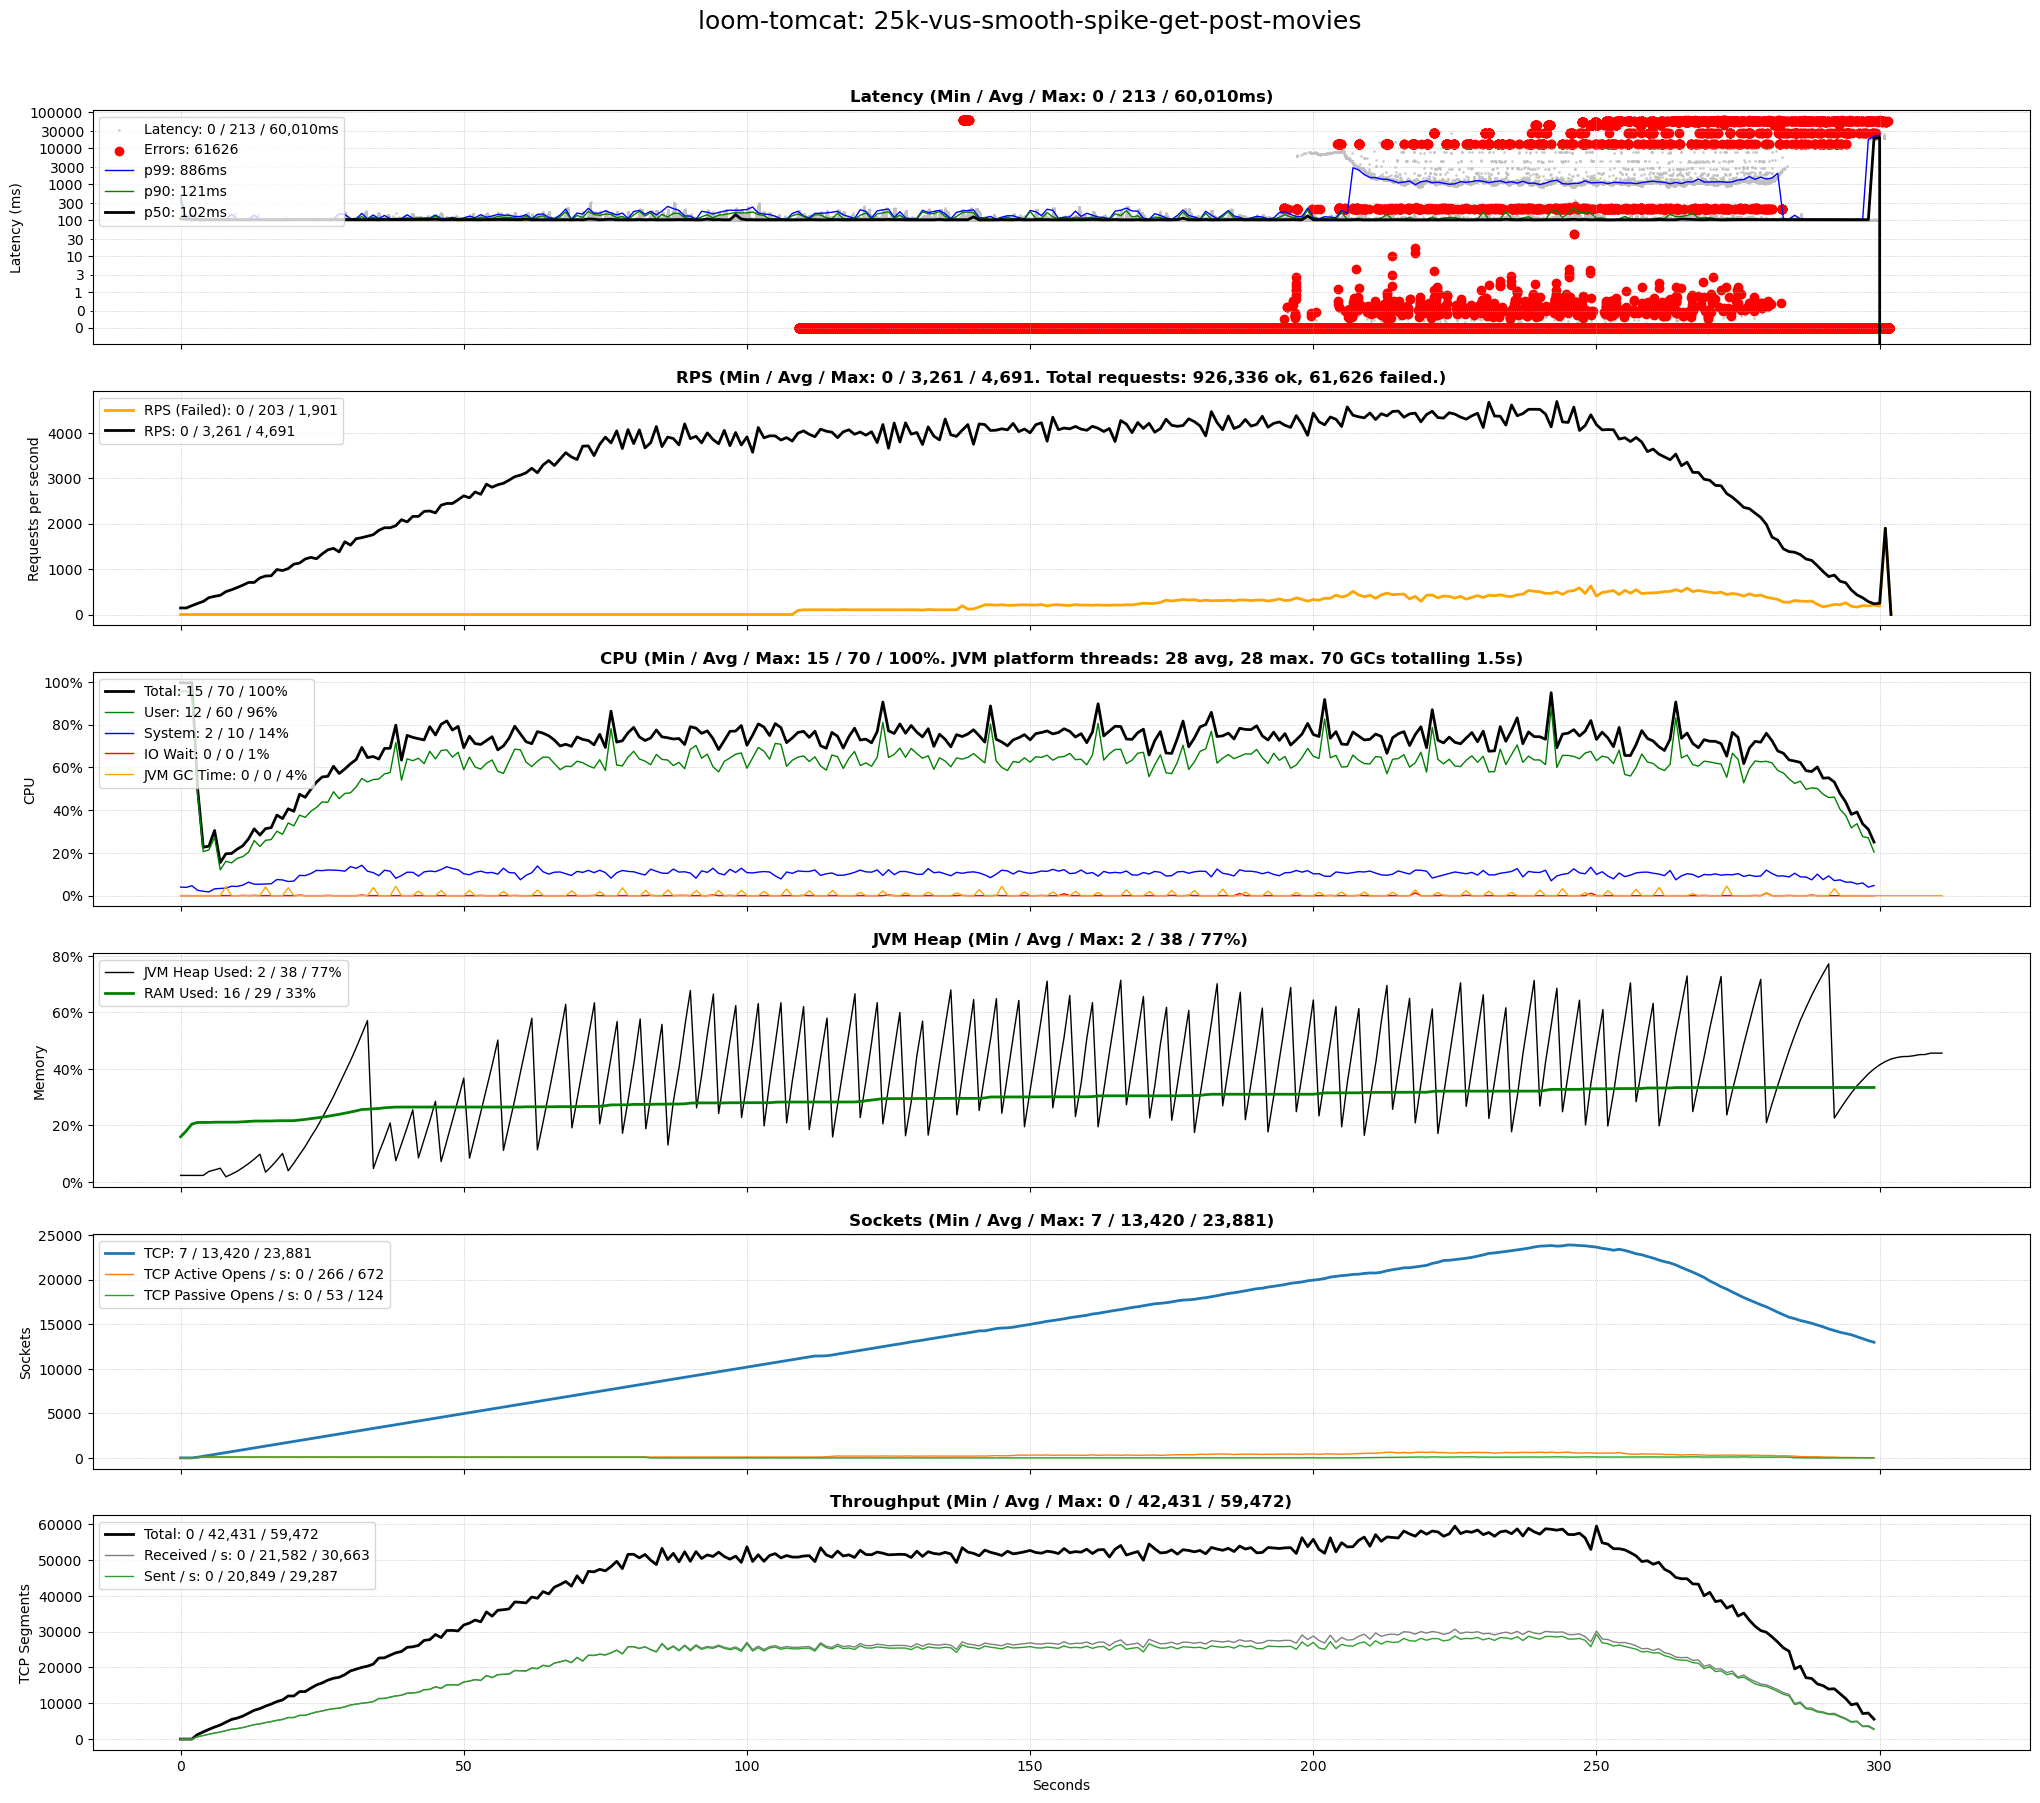 loom-tomcat: 25k-vus-smooth-spike-get-post-movies
Latency (Min / Avg / Max: 0 / 213 / 60,010ms)
Latency (ms)
100000
30000
10000
3000
1000
300
100
30
10
3
1
0
0
Latency: 0 / 213 / 60,010ms
Errors: 61626
p99: 886ms
p90: 121ms
p50: 102ms
RPS (Min / Avg / Max: 0 / 3,261 / 4,691. Total requests: 926,336 ok, 61,626 failed.)
Requests per second
4000
3000
2000
1000
0
RPS (Failed): 0 / 203 / 1,901
RPS: 0 / 3,261 / 4,691
CPU (Min / Avg / Max: 15 / 70 / 100%. JVM platform threads: 28 avg, 28 max. 70 GCs totalling 1.5s)
CPU
100%
80%
60%
40%
20%
0%
Total: 15 / 70 / 100%
User: 12 / 60 / 96%
System: 2 / 10 / 14%
IO Wait: 0 / 0 / 1%
JVM GC Time: 0 / 0 / 4%
JVM Heap (Min / Avg / Max: 2 / 38 / 77%)
Memory
80%
60%
40%
20%
0%
JVM Heap Used: 2 / 38 / 77%
RAM Used: 16 / 29 / 33%
Sockets (Min / Avg / Max: 7 / 13,420 / 23,881)
Sockets
25000
20000
15000
10000
5000
0
TCP: 7 / 13,420 / 23,881
TCP Active Opens / s: 0 / 266 / 672
TCP Passive Opens / s: 0 / 53 / 124
Throughput (Min / Avg / Max: 0 / 42,431 / 59,472)
TCP Segments
60000
50000
40000
30000
20000
10000
0
Total: 0 / 42,431 / 59,472
Received / s: 0 / 21,582 / 30,663
Sent / s: 0 / 20,849 / 29,287
0 50 100 150 200 250 300
Seconds